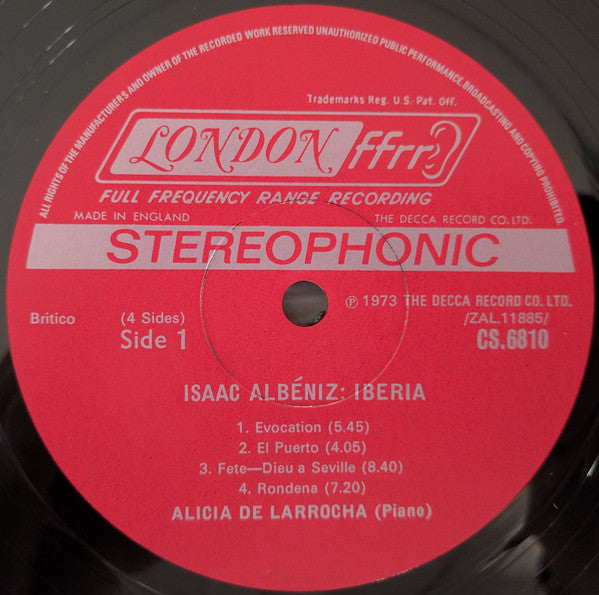 ALL RIGHTS OF THE MANUFACTURERS AND OWNER OF THE RECORDED WORK RESERVED UNAUTHORIZED PUBLIC PERFORMANCE BROADCASTING AND COPYING PROHIBITED.
Trademarks Reg. U.S. Pat. Off.
LONDON ffrr
FULL FREQUENCY RANGE RECORDING
MADE IN ENGLAND THE DECCA RECORD CO. LTD.
STEREOPHONIC
℗ 1973 THE DECCA RECORD CO. LTD.
Britico (4 Sides) /ZAL.11885/
Side 1 CS.6810
ISAAC ALBÉNIZ: IBERIA
1. Evocation (5.45)
2. El Puerto (4.05)
3. Fete—Dieu a Seville (8.40)
4. Rondena (7.20)
ALICIA DE LARROCHA (Piano)